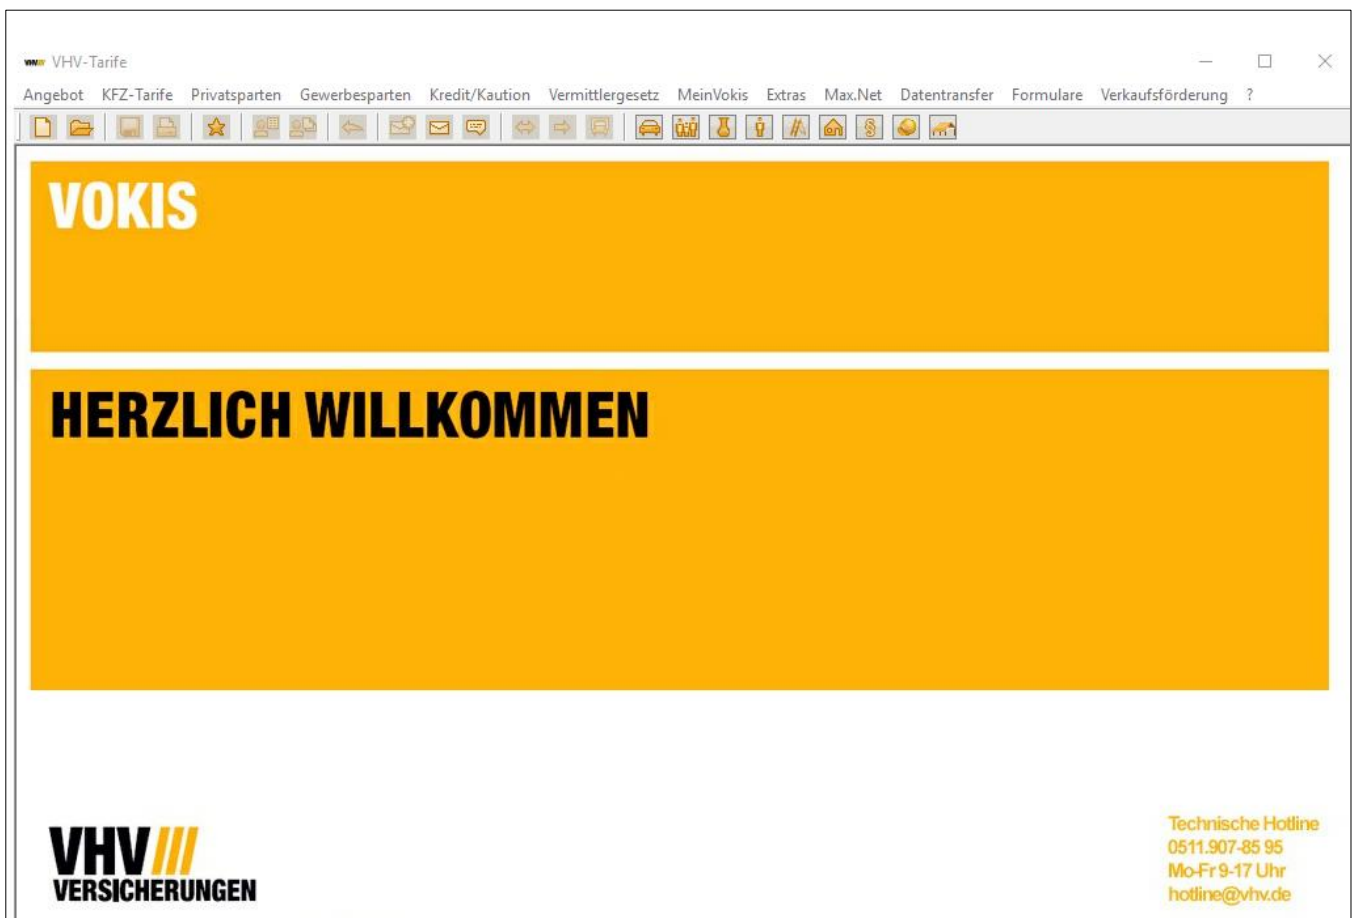 VHV-Tarife
Angebot KFZ-Tarife Privatsparten Gewerbesparten Kredit/Kaution Vermittlergesetz MeinVokis Extras Max.Net Datentransfer Formulare Verkaufsförderung ?
VOKIS
HERZLICH WILLKOMMEN
VHV
VERSICHERUNGEN
Technische Hotline
0511.907-85 95
Mo-Fr 9-17 Uhr
hotline@vhv.de